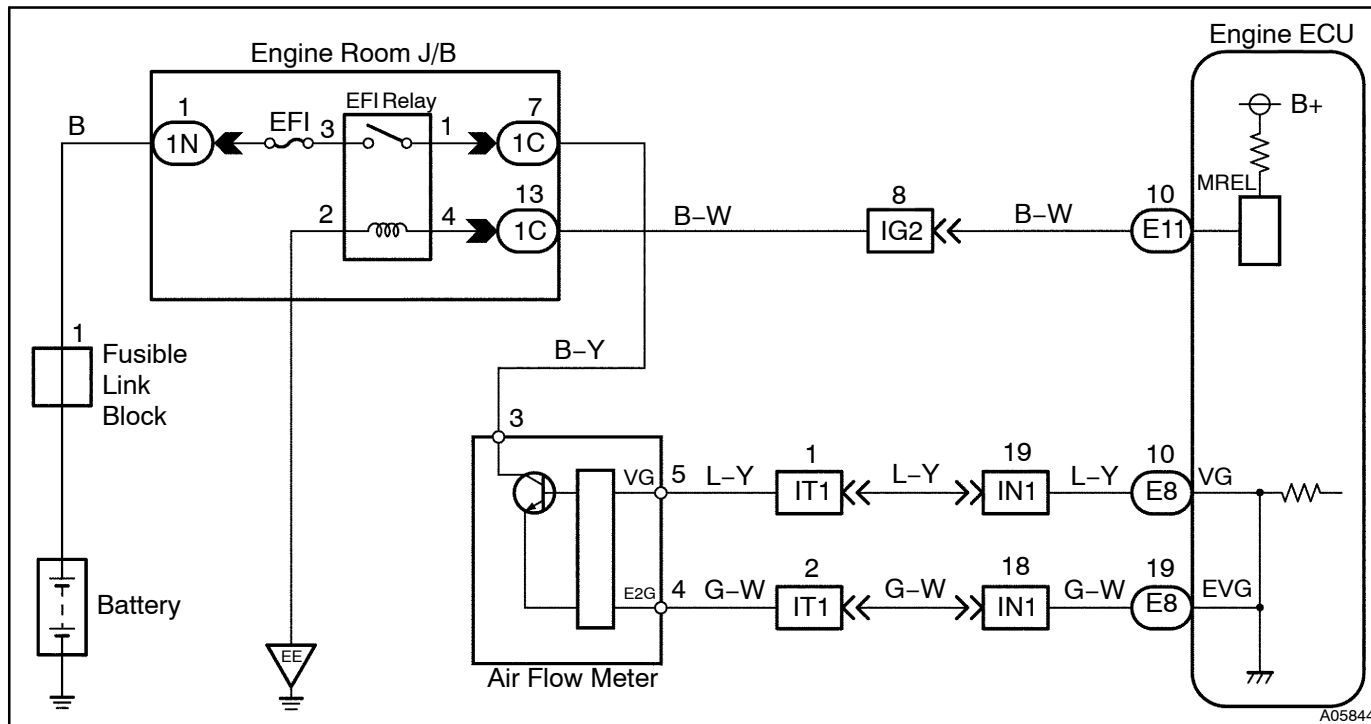 Engine ECU
Engine Room J/B
B+
EFI Relay
1
EFI
3
1
7
B
1N
1C
MREL
2
4
13
8
10
1C
B–W
IG2
B–W
E11
B–Y
1
Fusible
Link
Block
3
VG
5
L–Y
1
IT1
L–Y
19
IN1
L–Y
10
E8
VG
E2G
4
G–W
2
IT1
G–W
18
IN1
G–W
19
E8
EVG
Battery
EE
Air Flow Meter
A05844